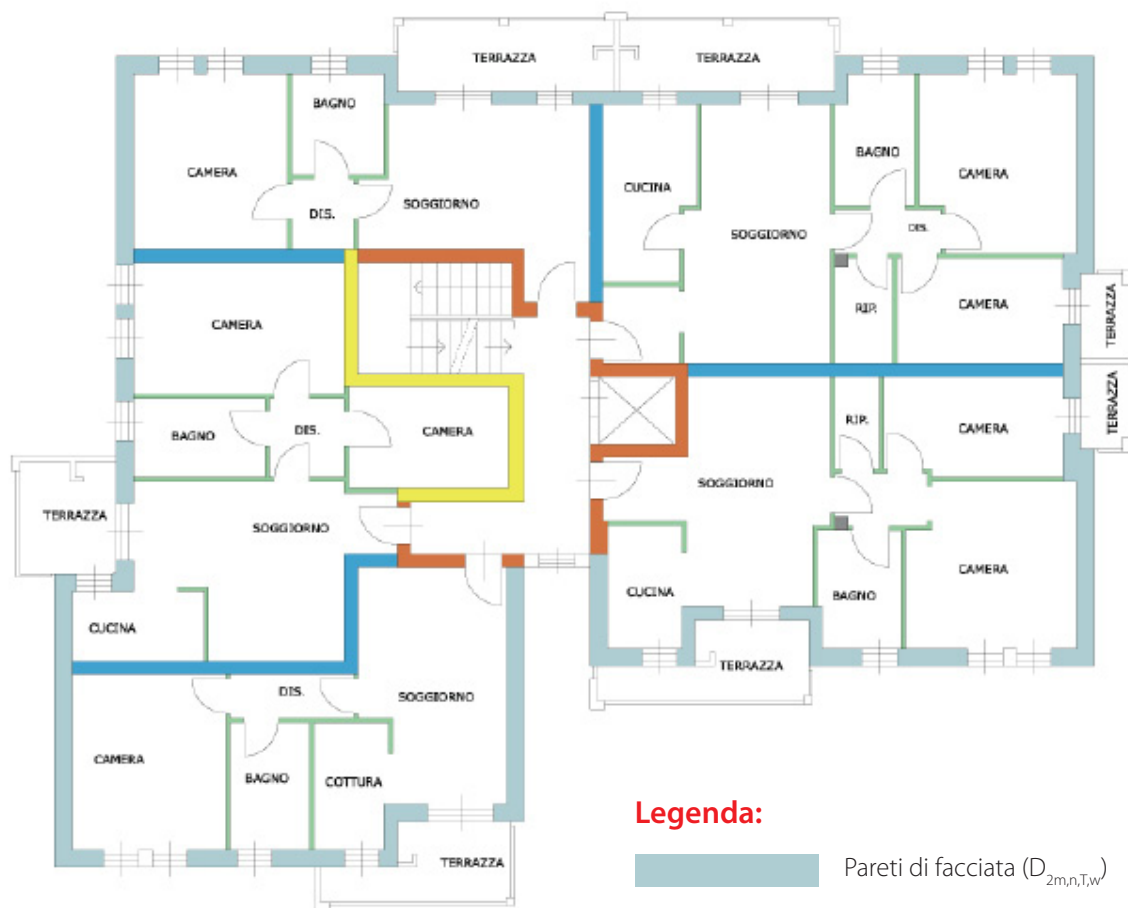 TERRAZZA
TERRAZZA
BAGNO
CAMERA
DIS.
SOGGIORNO
CUCINA
SOGGIORNO
BAGNO
CAMERA
DIS.
RIP.
CAMERA
TERRAZZA
CAMERA
BAGNO
DIS.
CAMERA
RIP.
CAMERA
TERRAZZA
TERRAZZA
SOGGIORNO
SOGGIORNO
CUCINA
CUCINA
BAGNO
CAMERA
TERRAZZA
DIS.
SOGGIORNO
CAMERA
BAGNO
COTTURA
TERRAZZA
Legenda:
Pareti di facciata (D2m,n,T,w)